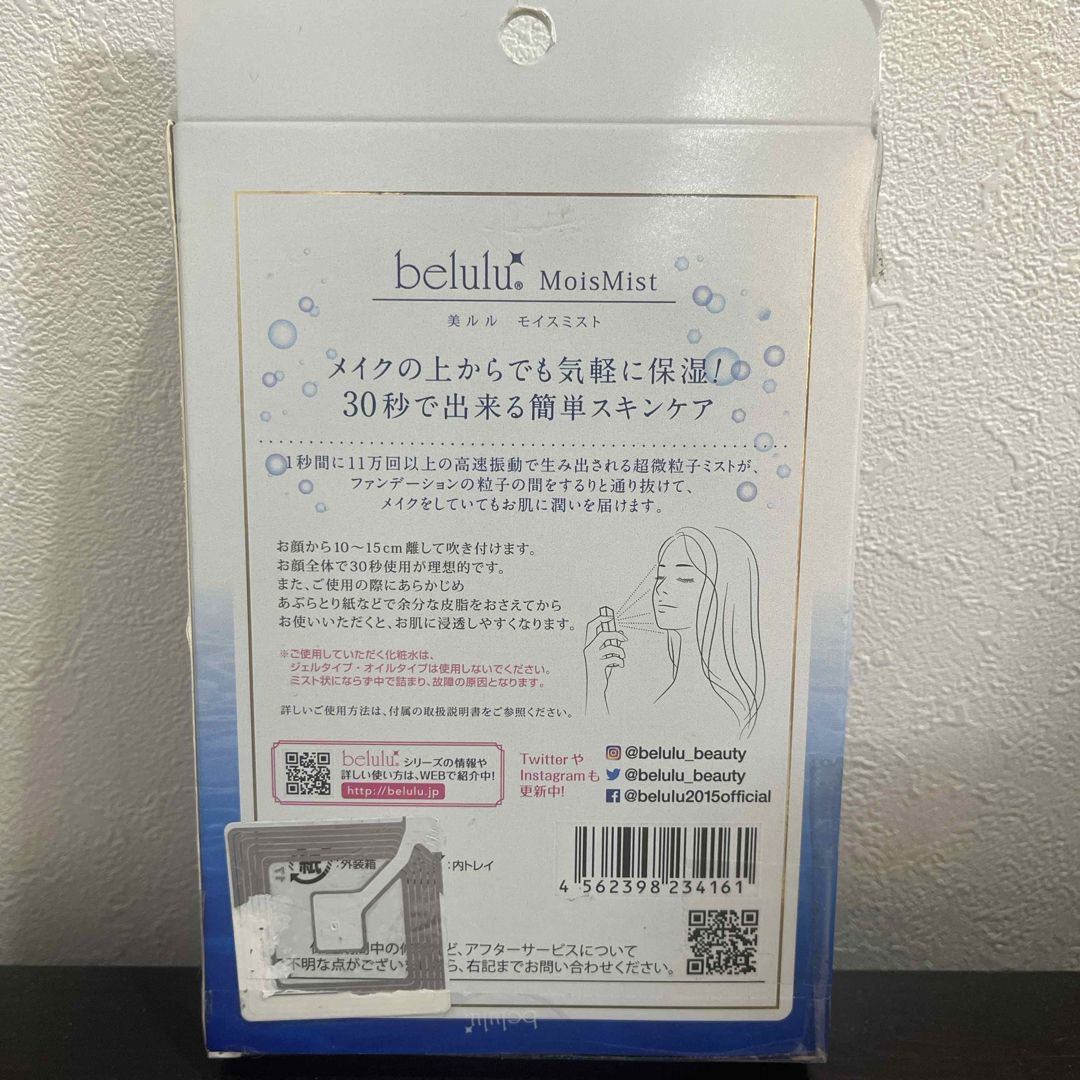 belulu® MoisMist
美ルル モイスミスト
メイクの上からでも気軽に保湿!
30秒で出来る簡単スキンケア
1秒間に11万回以上の高速振動で生み出される超微粒子ミストが、
ファンデーションの粒子の間をするりと通り抜けて、
メイクをしていてもお肌に潤いを届けます。
お顔から10～15cm離して吹き付けます。
お顔全体で30秒使用が理想的です。
また、ご使用の際にあらかじめ
あぶらとり紙などで余分な皮脂をおさえてから
お使いいただくと、お肌に浸透しやすくなります。
※ご使用していただく化粧水は、
ジェルタイプ・オイルタイプは使用しないでください。
ミスト状にならず中で詰まり、故障の原因となります。
詳しいご使用方法は、付属の取扱説明書をご参照ください。
belulu シリーズの情報や
詳しい使い方は、WEBで紹介中!
http://belulu.jp
Twitterや
Instagramも
更新中!
@belulu_beauty
@belulu_beauty
@belulu2015official
紙 :外装箱 :内トレイ
4 562398 234161
中の ど、アフターサービスについて
不明な点がござい ら、右記までお問い合わせください。
belulu